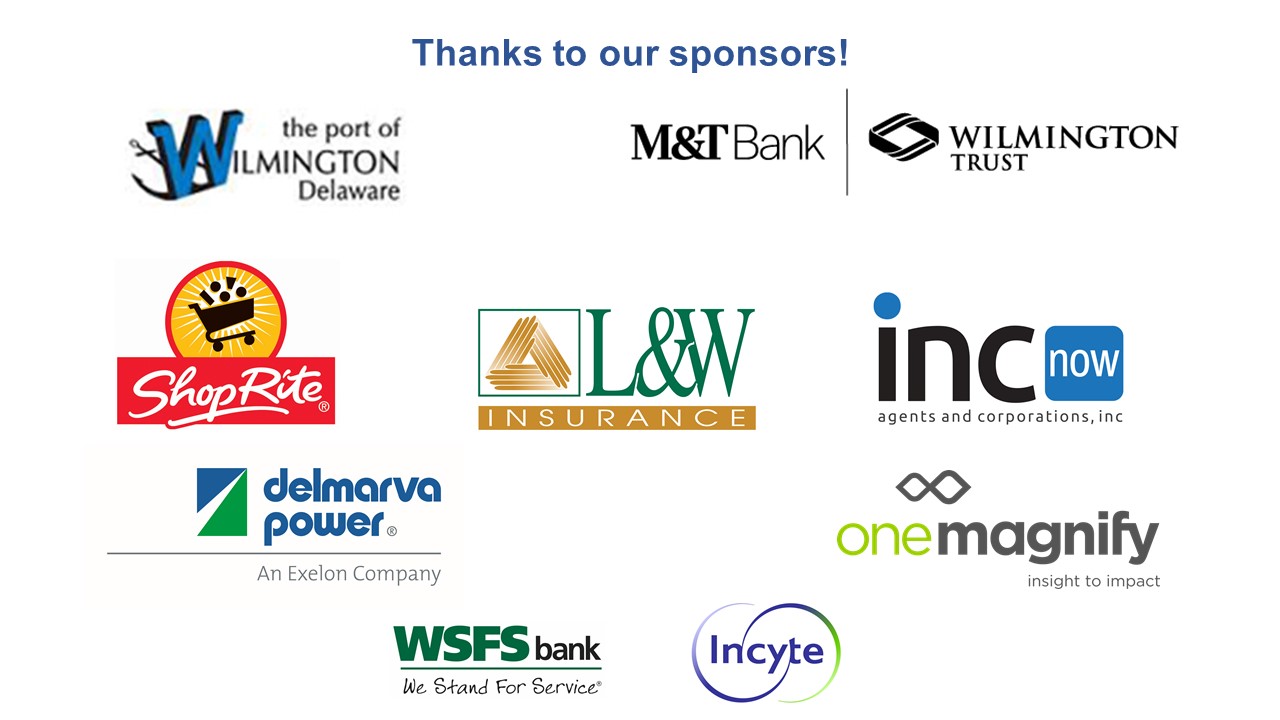 Thanks to our sponsors!
the port of
WILMINGTON
Delaware
M&T Bank
WILMINGTON
TRUST
ShopRite®
L&W
INSURANCE
inc now
agents and corporations, inc
delmarva
power®
An Exelon Company
onemagnify
insight to impact
WSFS bank
We Stand For Service®
Incyte